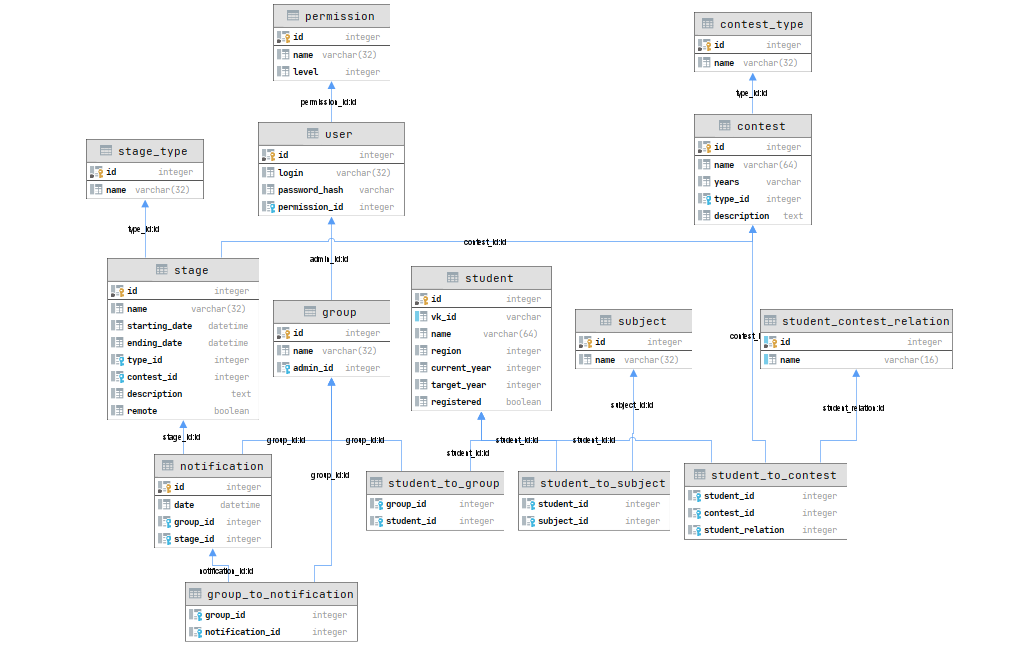 permission
id integer
name varchar(32)
level integer
permission_id:id
contest_type
id integer
name varchar(32)
type_id:id
user
id integer
login varchar(32)
password_hash varchar
permission_id integer
contest
id integer
name varchar(64)
years varchar
type_id integer
description text
stage_type
id integer
name varchar(32)
type_id:id
contest_id:id
admin_id:id
stage
id integer
name varchar(32)
starting_date datetime
ending_date datetime
type_id integer
contest_id integer
description text
remote boolean
group
id integer
name varchar(32)
admin_id integer
student
id integer
vk_id varchar
name varchar(64)
region integer
current_year integer
target_year integer
registered boolean
subject
id integer
name varchar(32)
student_contest_relation
id integer
name varchar(16)
subject_id:id
student_relation:id
stage_id:id
group_id:id
group_id:id
student_id:id
student_id:id
student_id:id
group_id:id
notification
id integer
date datetime
group_id integer
stage_id integer
student_to_group
group_id integer
student_id integer
student_to_subject
student_id integer
subject_id integer
student_to_contest
student_id integer
contest_id integer
student_relation integer
notification_id:id
group_to_notification
group_id integer
notification_id integer